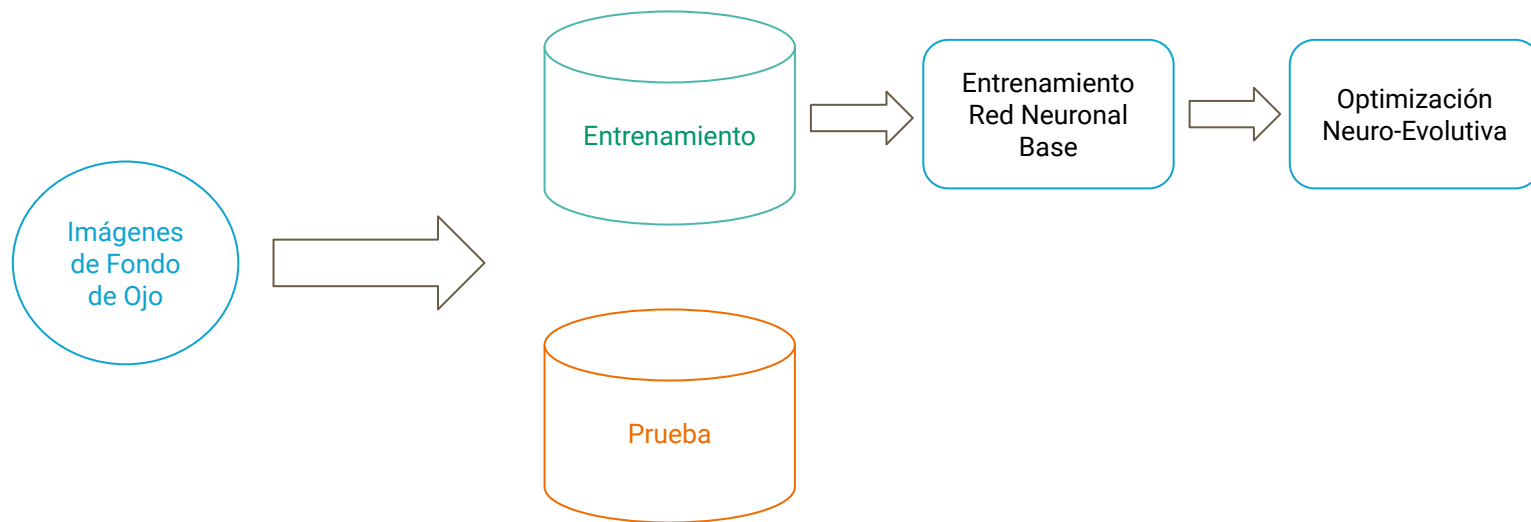 Imágenes
de Fondo
de Ojo
Entrenamiento
Entrenamiento
Red Neuronal
Base
Optimización
Neuro-Evolutiva
Prueba